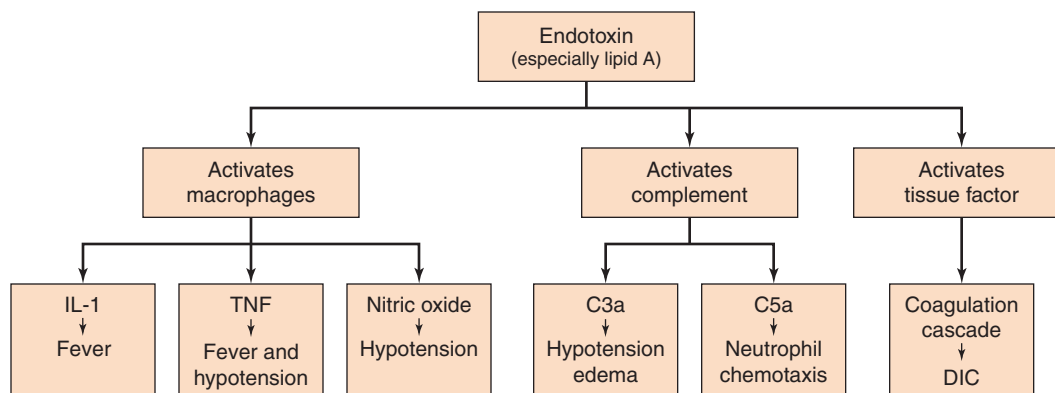 Endotoxin
(especially lipid A)
Activates
macrophages
Activates
complement
Activates
tissue factor
IL-1
Fever
TNF
Fever and
hypotension
Nitric oxide
Hypotension
C3a
Hypotension
edema
C5a
Neutrophil
chemotaxis
Coagulation
cascade
DIC